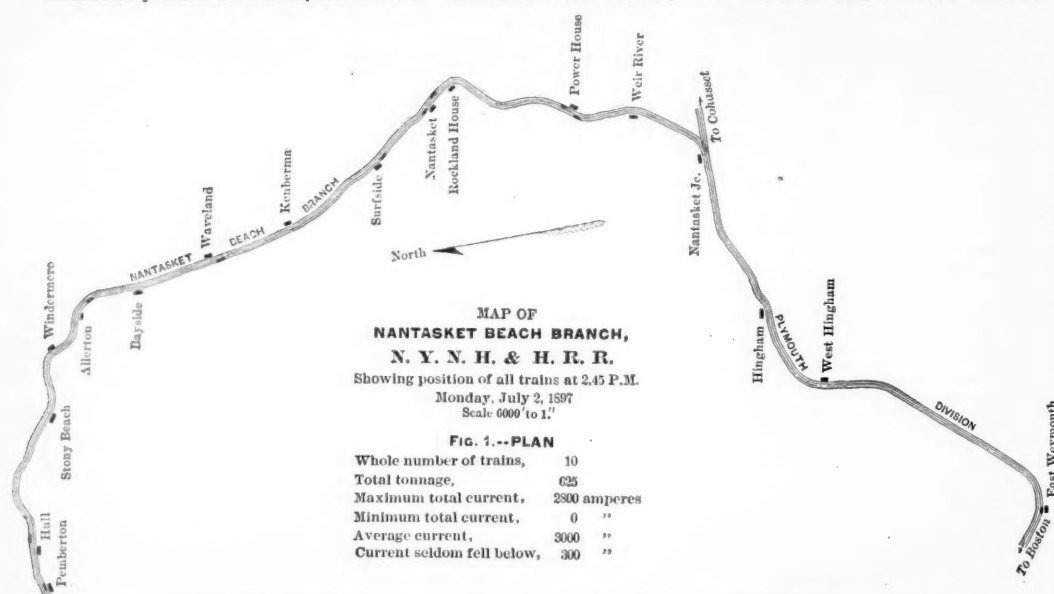 Power House
Weir River
To Cohasset
Nantasket Jc.
Nantasket
Rockland House
Surfside
Kenberma
Waveland
NANTASKET BEACH BRANCH
Bayside
Windermere
Allerton
Stony Beach
Hull
Pemberton
North
Hingham
PLYMOUTH DIVISION
West Hingham
East Weymouth
To Boston
MAP OF
NANTASKET BEACH BRANCH,
N. Y. N. H. & H. R. R.
Showing position of all trains at 2.45 P.M.
Monday, July 2, 1897
Scale 6000' to 1."
FIG. 1.--PLAN
Whole number of trains, 10
Total tonnage, 625
Maximum total current, 2800 amperes
Minimum total current, 0 "
Average current, 3000 "
Current seldom fell below, 300 "